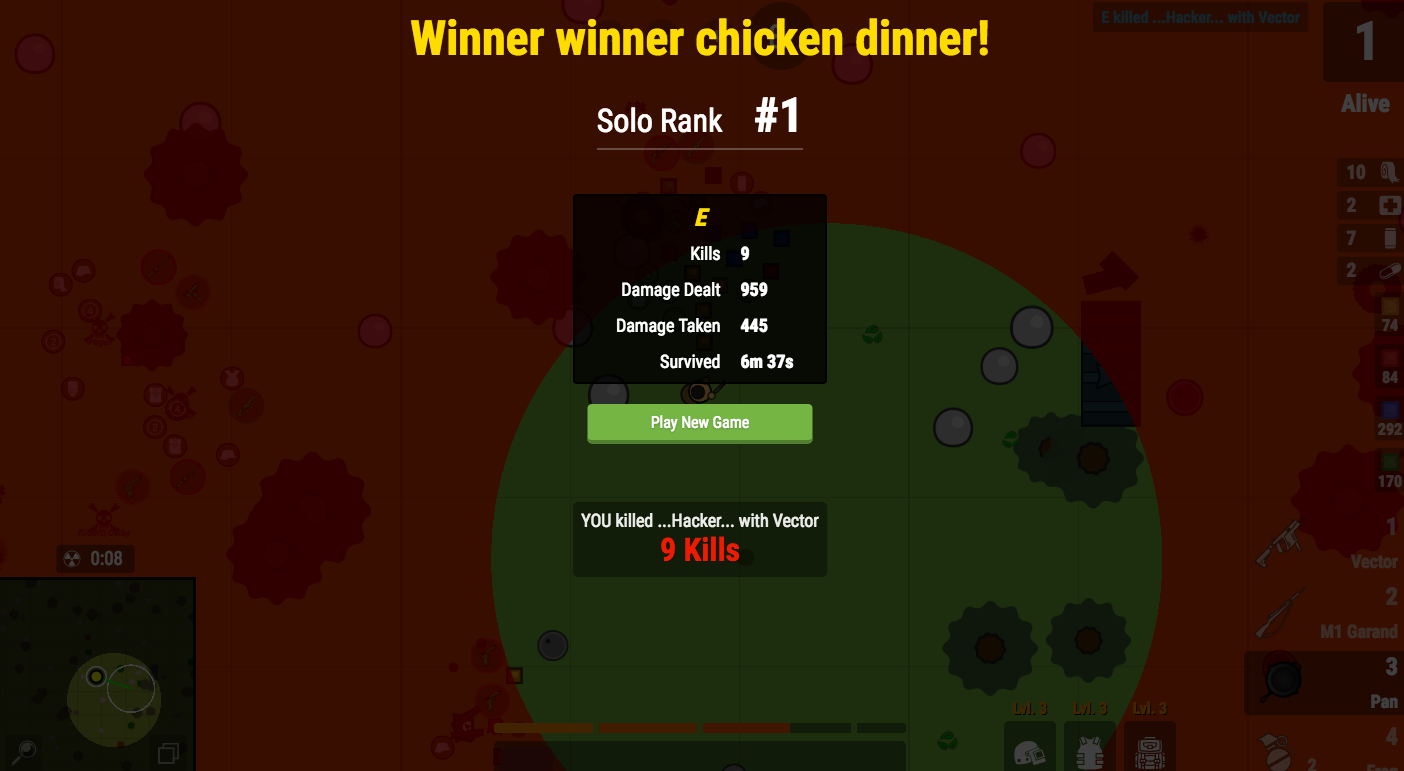 Winner winner chicken dinner!
E killed ...Hacker... with Vector
1
Alive
Solo Rank #1
E
Kills 9
Damage Dealt 959
Damage Taken 445
Survived 6m 37s
Play New Game
YOU killed ...Hacker... with Vector
9 Kills
10
2
7
2
74
84
292
170
1
Vector
2
M1 Garand
3
Pan
4
2
0:08
Lvl. 3
Lvl. 3
Lvl. 3